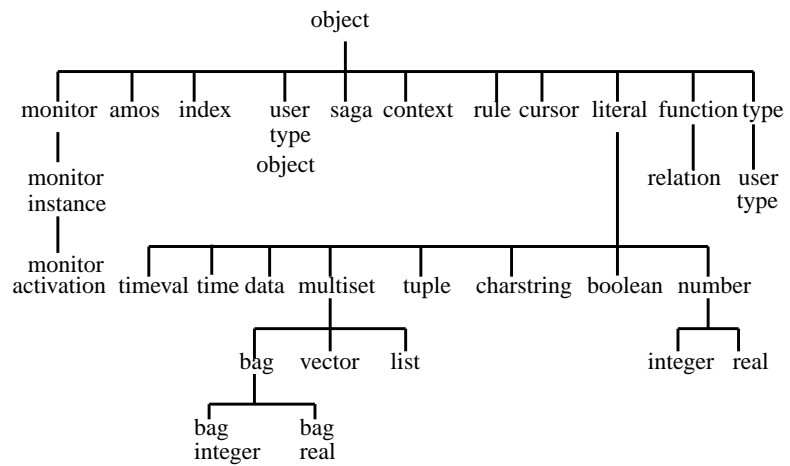 object
monitor amos index user saga context rule cursor literal function type
type
object
monitor relation user
instance type
monitor
activation timeval time data multiset tuple charstring boolean number
bag vector list integer real
bag bag
integer real